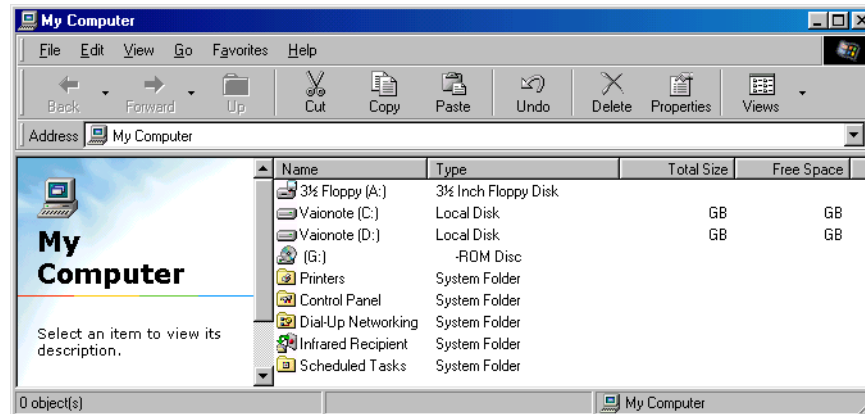 My Computer
File Edit View Go Favorites Help
Back Forward Up Cut Copy Paste Undo Delete Properties Views
Address My Computer
Name Type Total Size Free Space
3½ Floppy (A:) 3½ Inch Floppy Disk
Vaionote (C:) Local Disk GB GB
Vaionote (D:) Local Disk GB GB
(G:) -ROM Disc
Printers System Folder
Control Panel System Folder
Dial-Up Networking System Folder
Infrared Recipient System Folder
Scheduled Tasks System Folder
My
Computer
Select an item to view its
description.
0 object(s) My Computer